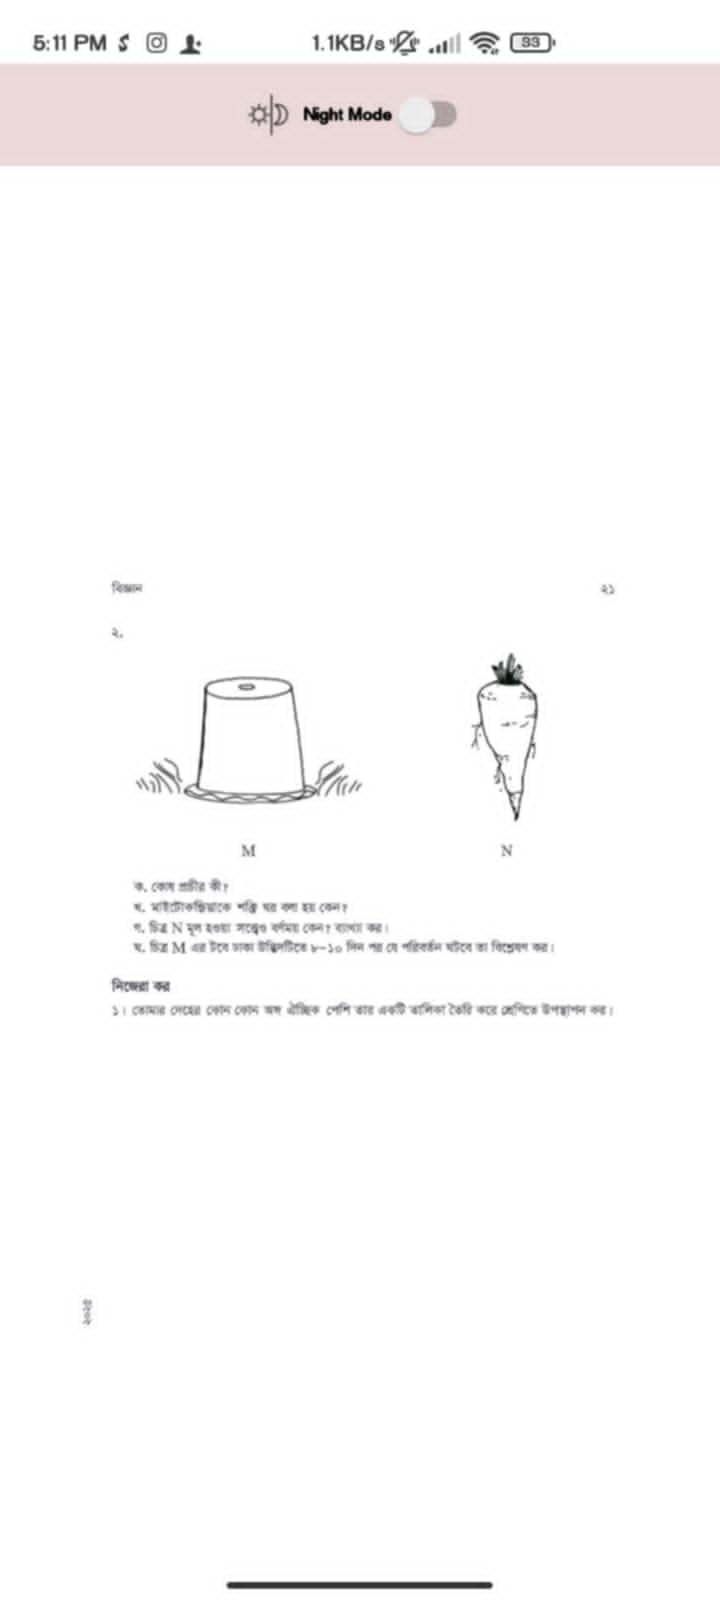 5:11 PM 1.1KB/s 33
Night Mode
বিজ্ঞান ২১
২.
M N
ক. কোষ প্রাচীর কী?
খ. মাইটোকন্ড্রিয়াকে শক্তি ঘর বলা হয় কেন?
গ. চিত্র N মূল হওয়া সত্ত্বেও বর্ণময় কেন? ব্যাখ্যা কর।
ঘ. চিত্র M এর টবে ঢাকা উদ্ভিদটিতে ৮-১০ দিন পর যে পরিবর্তন ঘটবে তা বিশ্লেষণ কর।
নিজেরা কর
১। তোমার দেহের কোন কোন অঙ্গ ঐচ্ছিক পেশি তার একটি তালিকা তৈরি করে শ্রেণিতে উপস্থাপন কর।
২০২৫